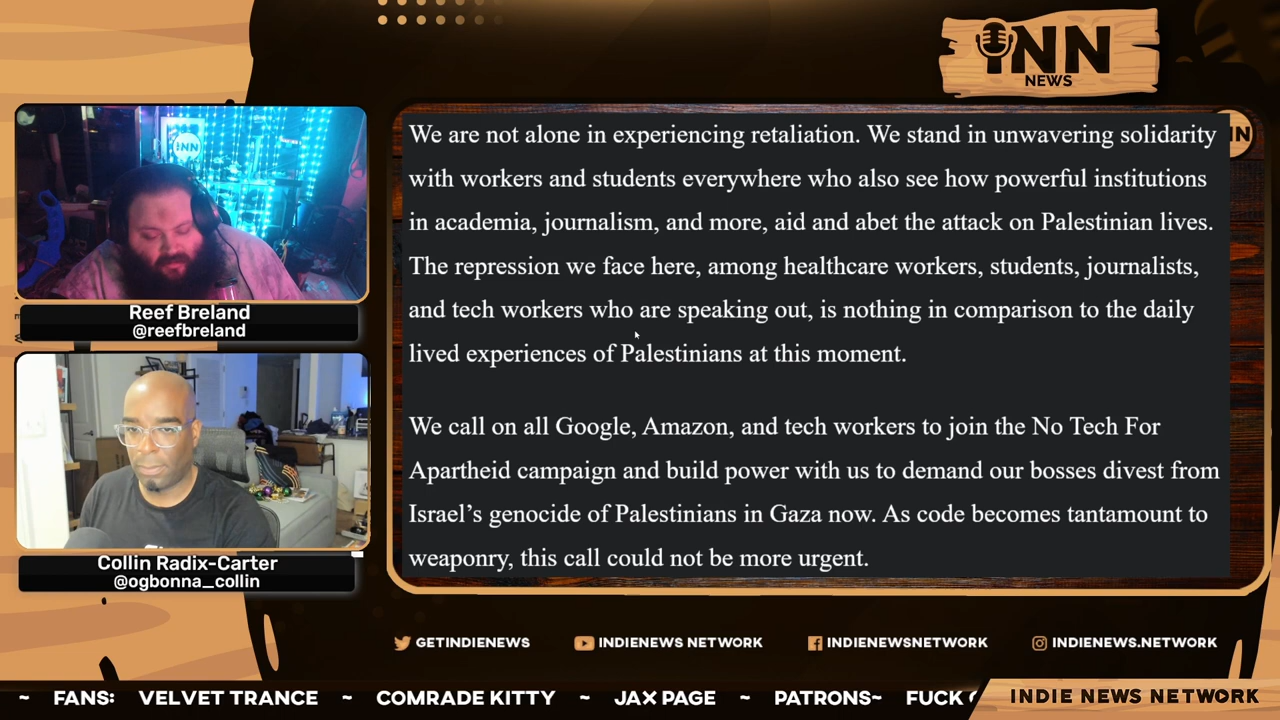 INN
NEWS
INN
Reef Breland
@reefbreland
Collin Radix-Carter
@ogbonna_collin
We are not alone in experiencing retaliation. We stand in unwavering solidarity
with workers and students everywhere who also see how powerful institutions
in academia, journalism, and more, aid and abet the attack on Palestinian lives.
The repression we face here, among healthcare workers, students, journalists,
and tech workers who are speaking out, is nothing in comparison to the daily
lived experiences of Palestinians at this moment.
We call on all Google, Amazon, and tech workers to join the No Tech For
Apartheid campaign and build power with us to demand our bosses divest from
Israel’s genocide of Palestinians in Gaza now. As code becomes tantamount to
weaponry, this call could not be more urgent.
GETINDIENEWS INDIENEWS NETWORK INDIENEWSNETWORK INDIENEWS.NETWORK
~ FANS: VELVET TRANCE ~ COMRADE KITTY ~ JAX PAGE ~ PATRONS~ FUCK
INDIE NEWS NETWORK